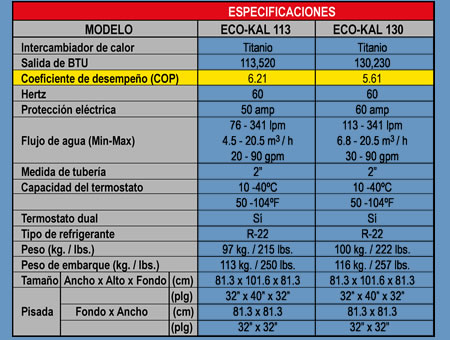 ESPECIFICACIONES
MODELO ECO-KAL 113 ECO-KAL 130
Intercambiador de calor Titanio Titanio
Salida de BTU 113,520 130,230
Coeficiente de desempeño (COP) 6.21 5.61
Hertz 60 60
Protección eléctrica 50 amp 60 amp
76 - 341 lpm 113 - 341 lpm
Flujo de agua (Min-Max) 4.5 - 20.5 m³ / h 6.8 - 20.5 m³ / h
20 - 90 gpm 30 - 90 gpm
Medida de tubería 2” 2”
Capacidad del termostato 10 -40ºC 10 -40ºC
50 -104ºF 50 -104ºF
Termostato dual Sí Sí
Tipo de refrigerante R-22 R-22
Peso (kg. / lbs.) 97 kg / 215 lbs. 100 kg / 222 lbs.
Peso de embarque (kg. / lbs.) 113 kg / 250 lbs. 116 kg / 257 lbs.
Tamaño Ancho x Alto x Fondo (cm) 81.3 x 101.6 x 81.3 81.3 x 101.6 x 81.3
(plg) 32” x 40” x 32” 32” x 40” x 32”
Pisada Fondo x Ancho (cm) 81.3 x 81.3 81.3 x 81.3
(plg) 32” x 32” 32” x 32”